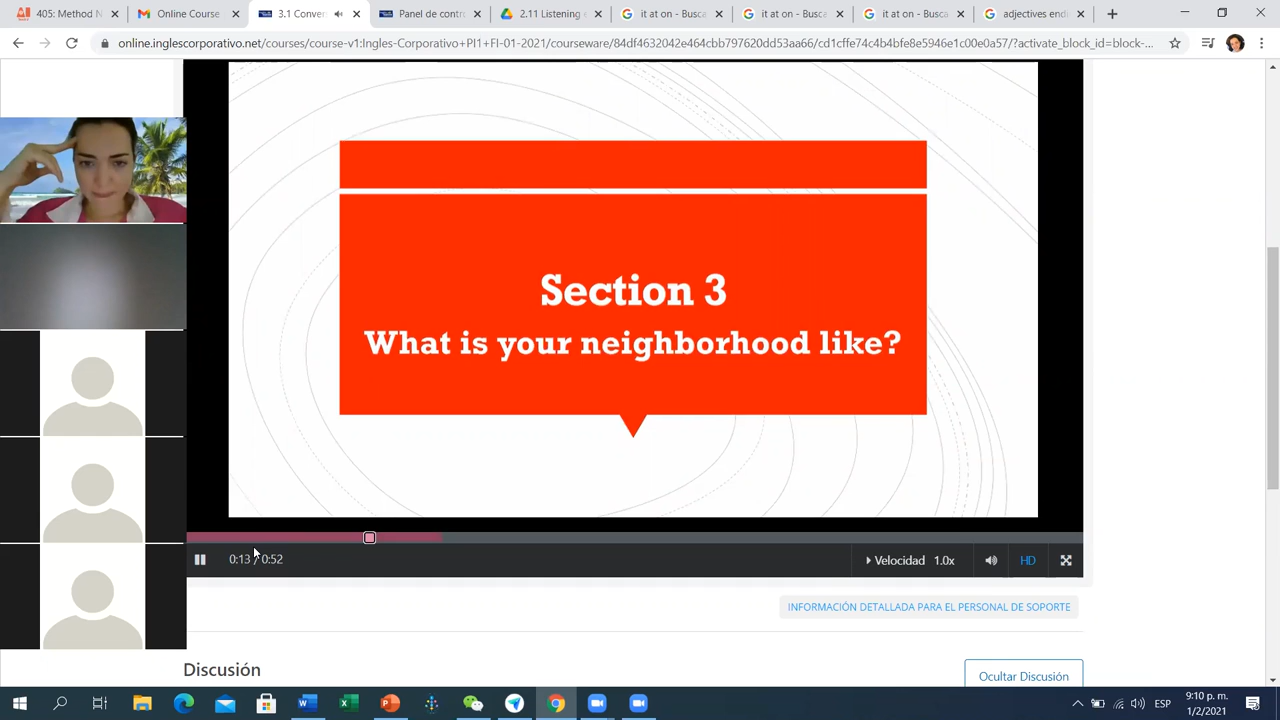 405: Method N
Online Course
3.1 Conver
Panel de contr
2.11 Listening e
it at on - Busca
it at on - Busca
it at on - Busca
adjectives endi
online.inglescorporativo.net/courses/course-v1:Ingles-Corporativo+PI1+FI-01-2021/courseware/84df4632042e464cbb797620dd53aa66/cd1cffe74c4b4bfe8e5946e1c00e0a57/?activate_block_id=block-...
Section 3
What is your neighborhood like?
0:13 / 0:52
Velocidad 1.0x
HD
INFORMACIÓN DETALLADA PARA EL PERSONAL DE SOPORTE
Discusión
Ocultar Discusión
ESP
9:10 p. m.
1/2/2021